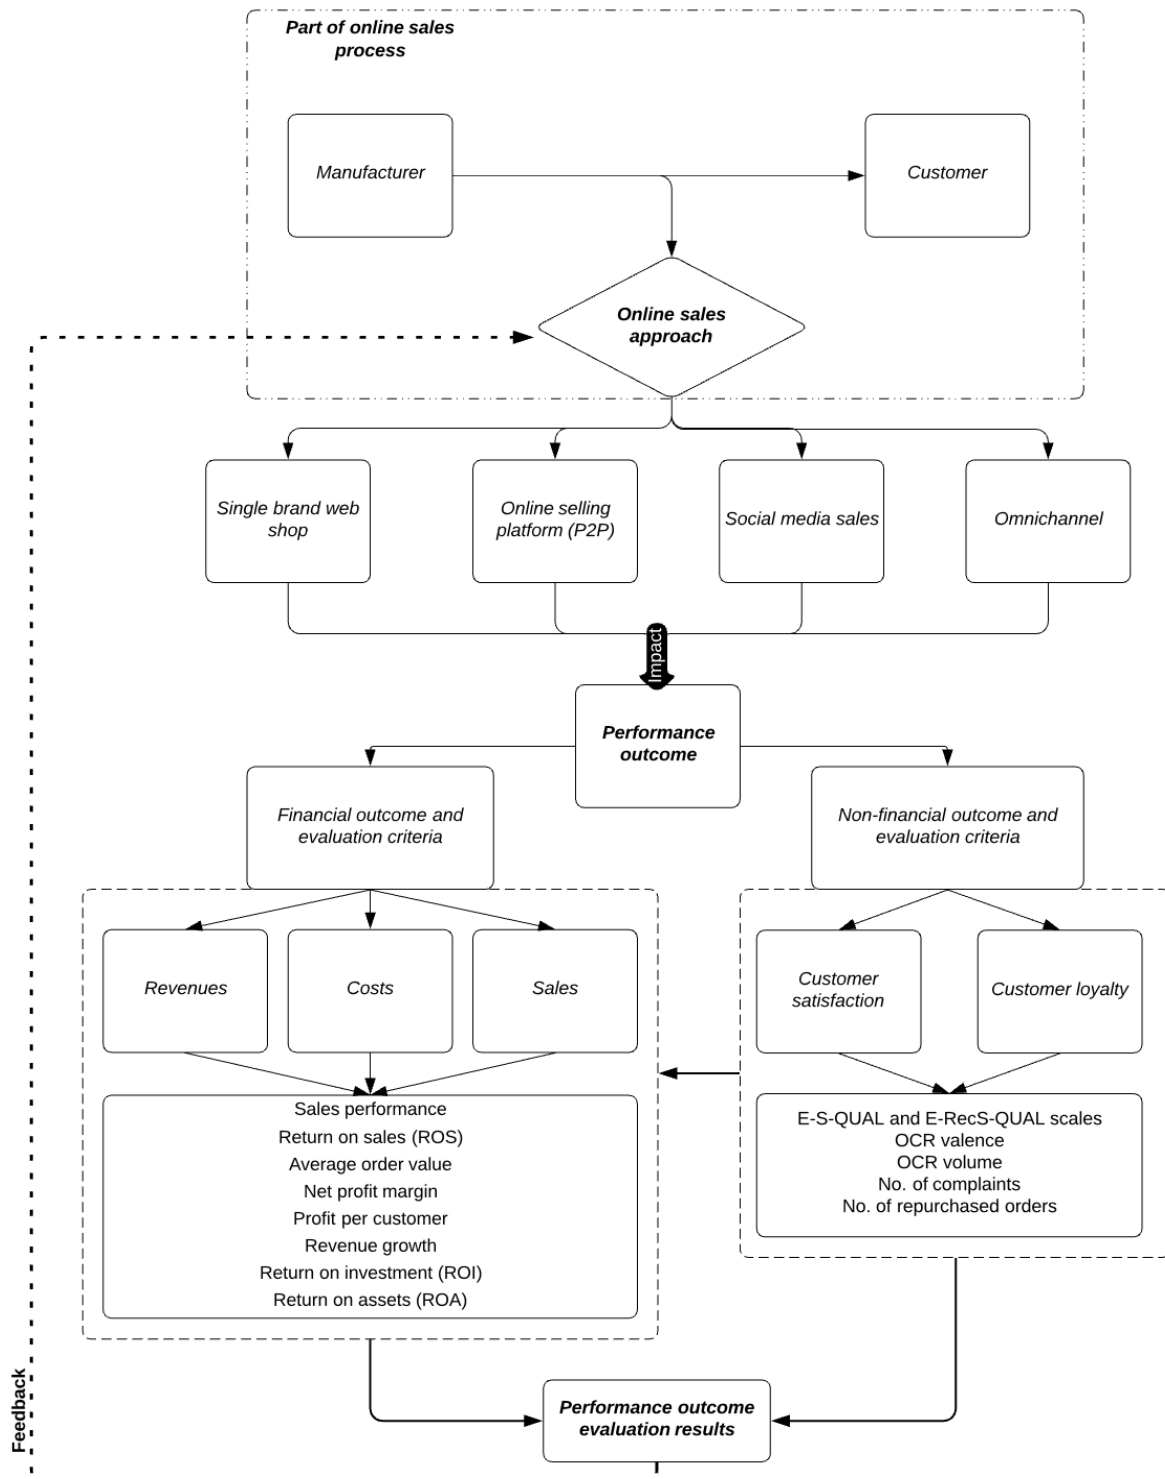 Part of online sales
process
Manufacturer
Customer
Online sales
approach
Single brand web
shop
Online selling
platform (P2P)
Social media sales
Omnichannel
Impact
Performance
outcome
Financial outcome and
evaluation criteria
Non-financial outcome and
evaluation criteria
Revenues
Costs
Sales
Customer
satisfaction
Customer loyalty
Sales performance
Return on sales (ROS)
Average order value
Net profit margin
Profit per customer
Revenue growth
Return on investment (ROI)
Return on assets (ROA)
E-S-QUAL and E-RecS-QUAL scales
OCR valence
OCR volume
No. of complaints
No. of repurchased orders
Feedback
Performance outcome
evaluation results